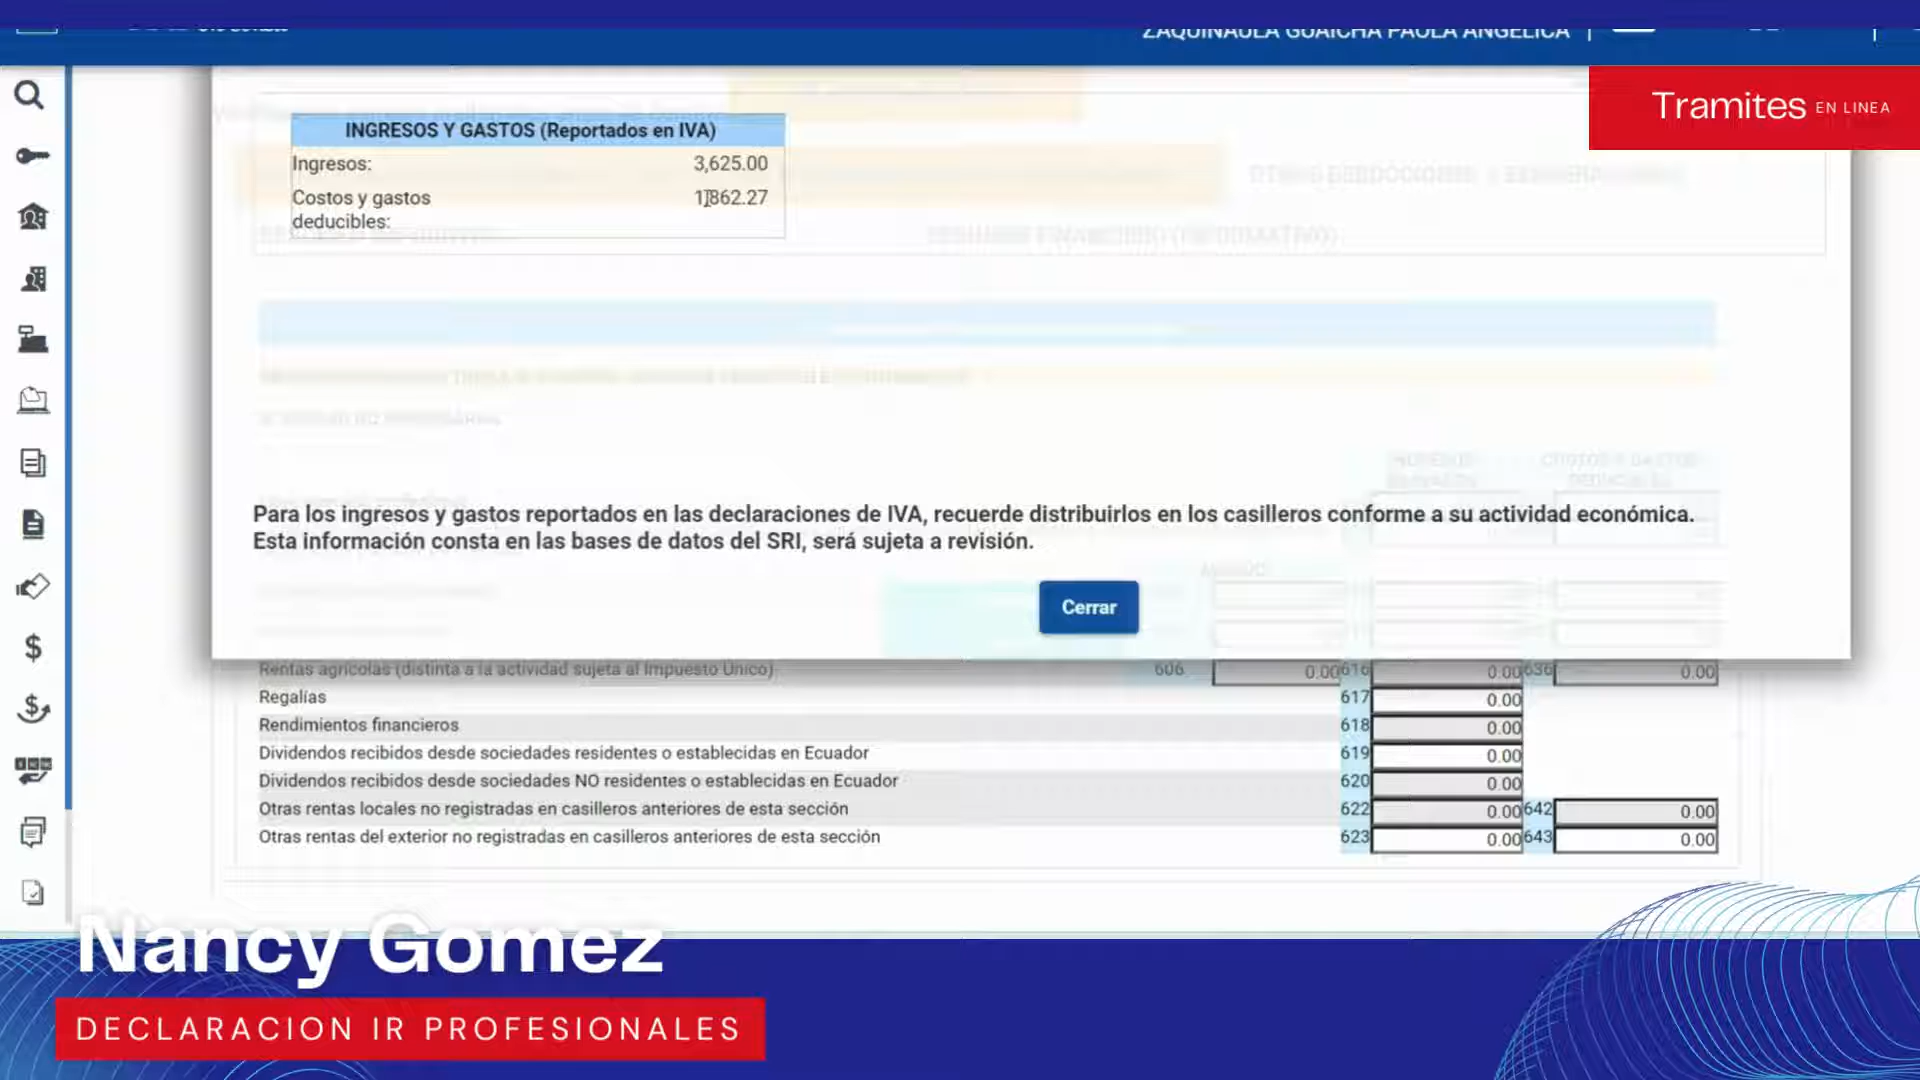 ZAQUINAULA GUAICHA PAOLA ANGELICA
Tramites EN LINEA
INGRESOS Y GASTOS (Reportados en IVA)
Ingresos: 3,625.00
Costos y gastos 1,862.27
deducibles:
Para los ingresos y gastos reportados en las declaraciones de IVA, recuerde distribuirlos en los casilleros conforme a su actividad económica.
Esta información consta en las bases de datos del SRI, será sujeta a revisión.
Cerrar
Rentas agrícolas (distinta a la actividad sujeta al Impuesto Único) 606 0.00 616 0.00 636 0.00
Regalías 617 0.00
Rendimientos financieros 618 0.00
Dividendos recibidos desde sociedades residentes o establecidas en Ecuador 619 0.00
Dividendos recibidos desde sociedades NO residentes o establecidas en Ecuador 620 0.00
Otras rentas locales no registradas en casilleros anteriores de esta sección 622 0.00 642 0.00
Otras rentas del exterior no registradas en casilleros anteriores de esta sección 623 0.00 643 0.00
Nancy Gomez
DECLARACION IR PROFESIONALES